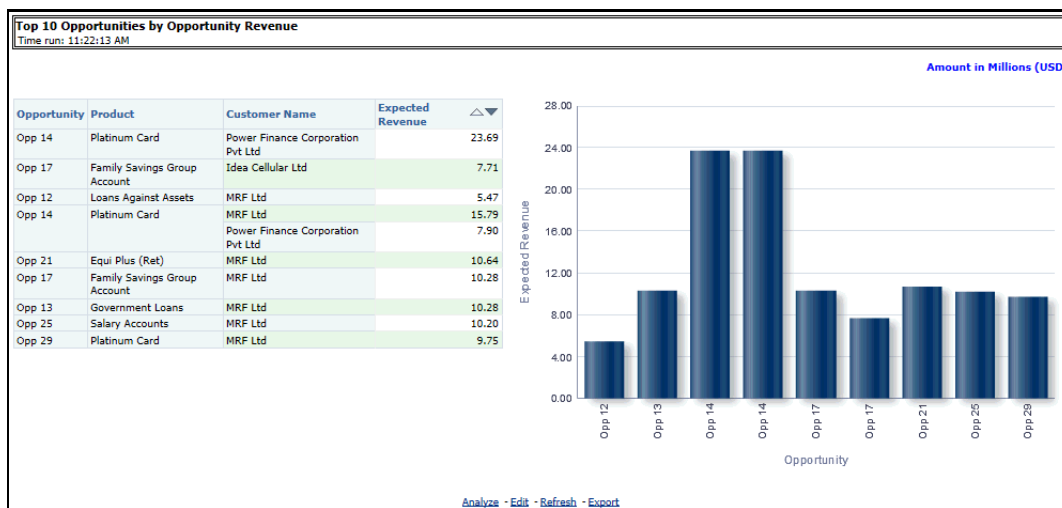 Top 10 Opportunities by Opportunity Revenue
Time run: 11:22:13 AM
Amount in Millions (USD
Opportunity Product Customer Name Expected Revenue
Opp 14 Platinum Card Power Finance Corporation Pvt Ltd 23.69
Opp 17 Family Savings Group Account Idea Cellular Ltd 7.71
Opp 12 Loans Against Assets MRF Ltd 5.47
Opp 14 Platinum Card MRF Ltd 15.79
Power Finance Corporation Pvt Ltd 7.90
Opp 21 Equi Plus (Ret) MRF Ltd 10.64
Opp 17 Family Savings Group Account MRF Ltd 10.28
Opp 13 Government Loans MRF Ltd 10.28
Opp 25 Salary Accounts MRF Ltd 10.20
Opp 29 Platinum Card MRF Ltd 9.75
Expected Revenue
28.00
24.00
20.00
16.00
12.00
8.00
4.00
0.00
Opp 12
Opp 13
Opp 14
Opp 14
Opp 17
Opp 17
Opp 21
Opp 25
Opp 29
Opportunity
Analyze - Edit - Refresh - Export